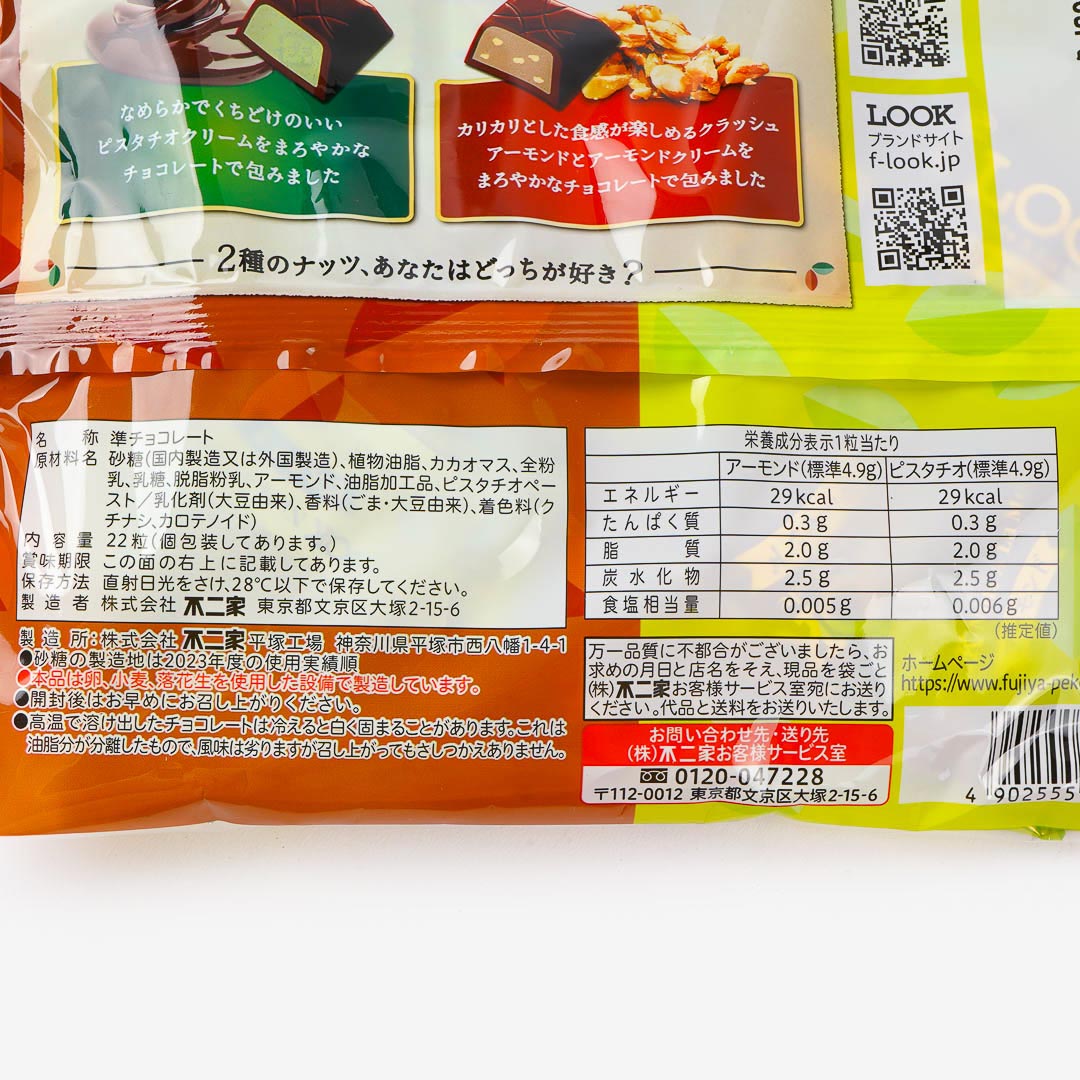 なめらかでくちどけのいい
ピスタチオクリームをまろやかな
チョコレートで包みました
カリカリとした食感が楽しめるクラッシュ
アーモンドとアーモンドクリームを
まろやかなチョコレートで包みました
2種のナッツ、あなたはどっちが好き?
LOOK
ブランドサイト
f-look.jp
名称 準チョコレート
原材料名 砂糖(国内製造又は外国製造)、植物油脂、カカオマス、全粉
乳、乳糖、脱脂粉乳、アーモンド、油脂加工品、ピスタチオペー
スト/乳化剤(大豆由来)、香料(ごま・大豆由来)、着色料(ク
チナシ、カロテノイド)
内容量 22粒(個包装してあります。)
賞味期限 この面の右上に記載してあります。
保存方法 直射日光をさけ、28℃以下で保存してください。
製造者 株式会社 不二家 東京都文京区大塚2-15-6
製造所:株式会社 不二家 平塚工場 神奈川県平塚市西八幡1-4-1
●砂糖の製造地は2023年度の使用実績順
●本品は卵、小麦、落花生を使用した設備で製造しています。
●開封後はお早めにお召し上がりください。
●高温で溶け出したチョコレートは冷えると白く固まることがあります。これは
油脂分が分離したもので、風味は劣りますが召し上がってもさしつかえありません。
栄養成分表示1粒当たり
アーモンド(標準4.9g) ピスタチオ(標準4.9g)
エネルギー 29kcal 29kcal
たんぱく質 0.3g 0.3g
脂質 2.0g 2.0g
炭水化物 2.5g 2.5g
食塩相当量 0.005g 0.006g
(推定値)
万一品質に不都合がございましたら、お
求めの月日と店名をそえ、現品を袋ごと
(株)不二家お客様サービス室宛にお送り
ください。代品と送料をお送りいたします。
お問い合わせ先・送り先
(株)不二家お客様サービス室
0120-047228
〒112-0012 東京都文京区大塚2-15-6
ホームページ
https://www.fujiya-pek
4 902555